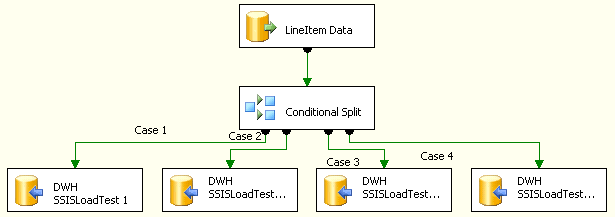 LineItem Data
Conditional Split
Case 1
Case 2
Case 3
Case 4
DWH
SSISLoadTest 1
DWH
SSISLoadTest...
DWH
SSISLoadTest...
DWH
SSISLoadTest...